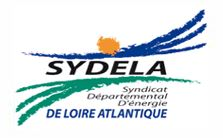 SYDELA
Syndicat
Départemental
D'énergie
DE LOIRE ATLANTIQUE